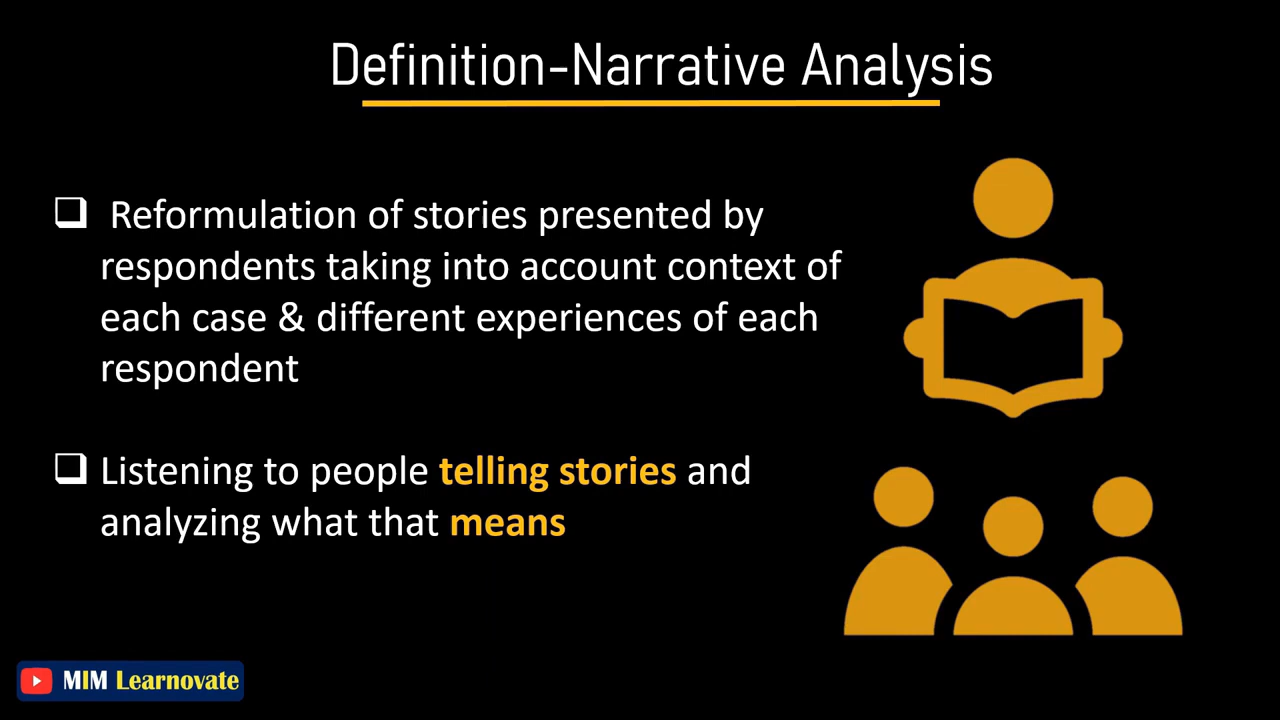 Definition-Narrative Analysis
Reformulation of stories presented by
respondents taking into account context of
each case & different experiences of each
respondent
Listening to people telling stories and
analyzing what that means
MIM Learnovate